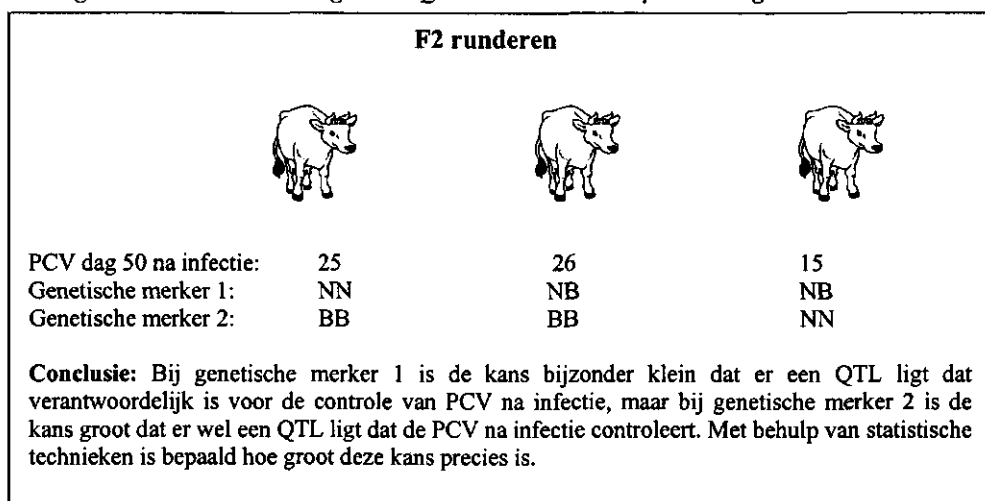 F2 runderen
PCV dag 50 na infectie: 25 26 15
Genetische merker 1: NN NB NB
Genetische merker 2: BB BB NN
Conclusie: Bij genetische merker 1 is de kans bijzonder klein dat er een QTL ligt dat
verantwoordelijk is voor de controle van PCV na infectie, maar bij genetische merker 2 is de
kans groot dat er wel een QTL ligt dat de PCV na infectie controleert. Met behulp van statistische
technieken is bepaald hoe groot deze kans precies is.